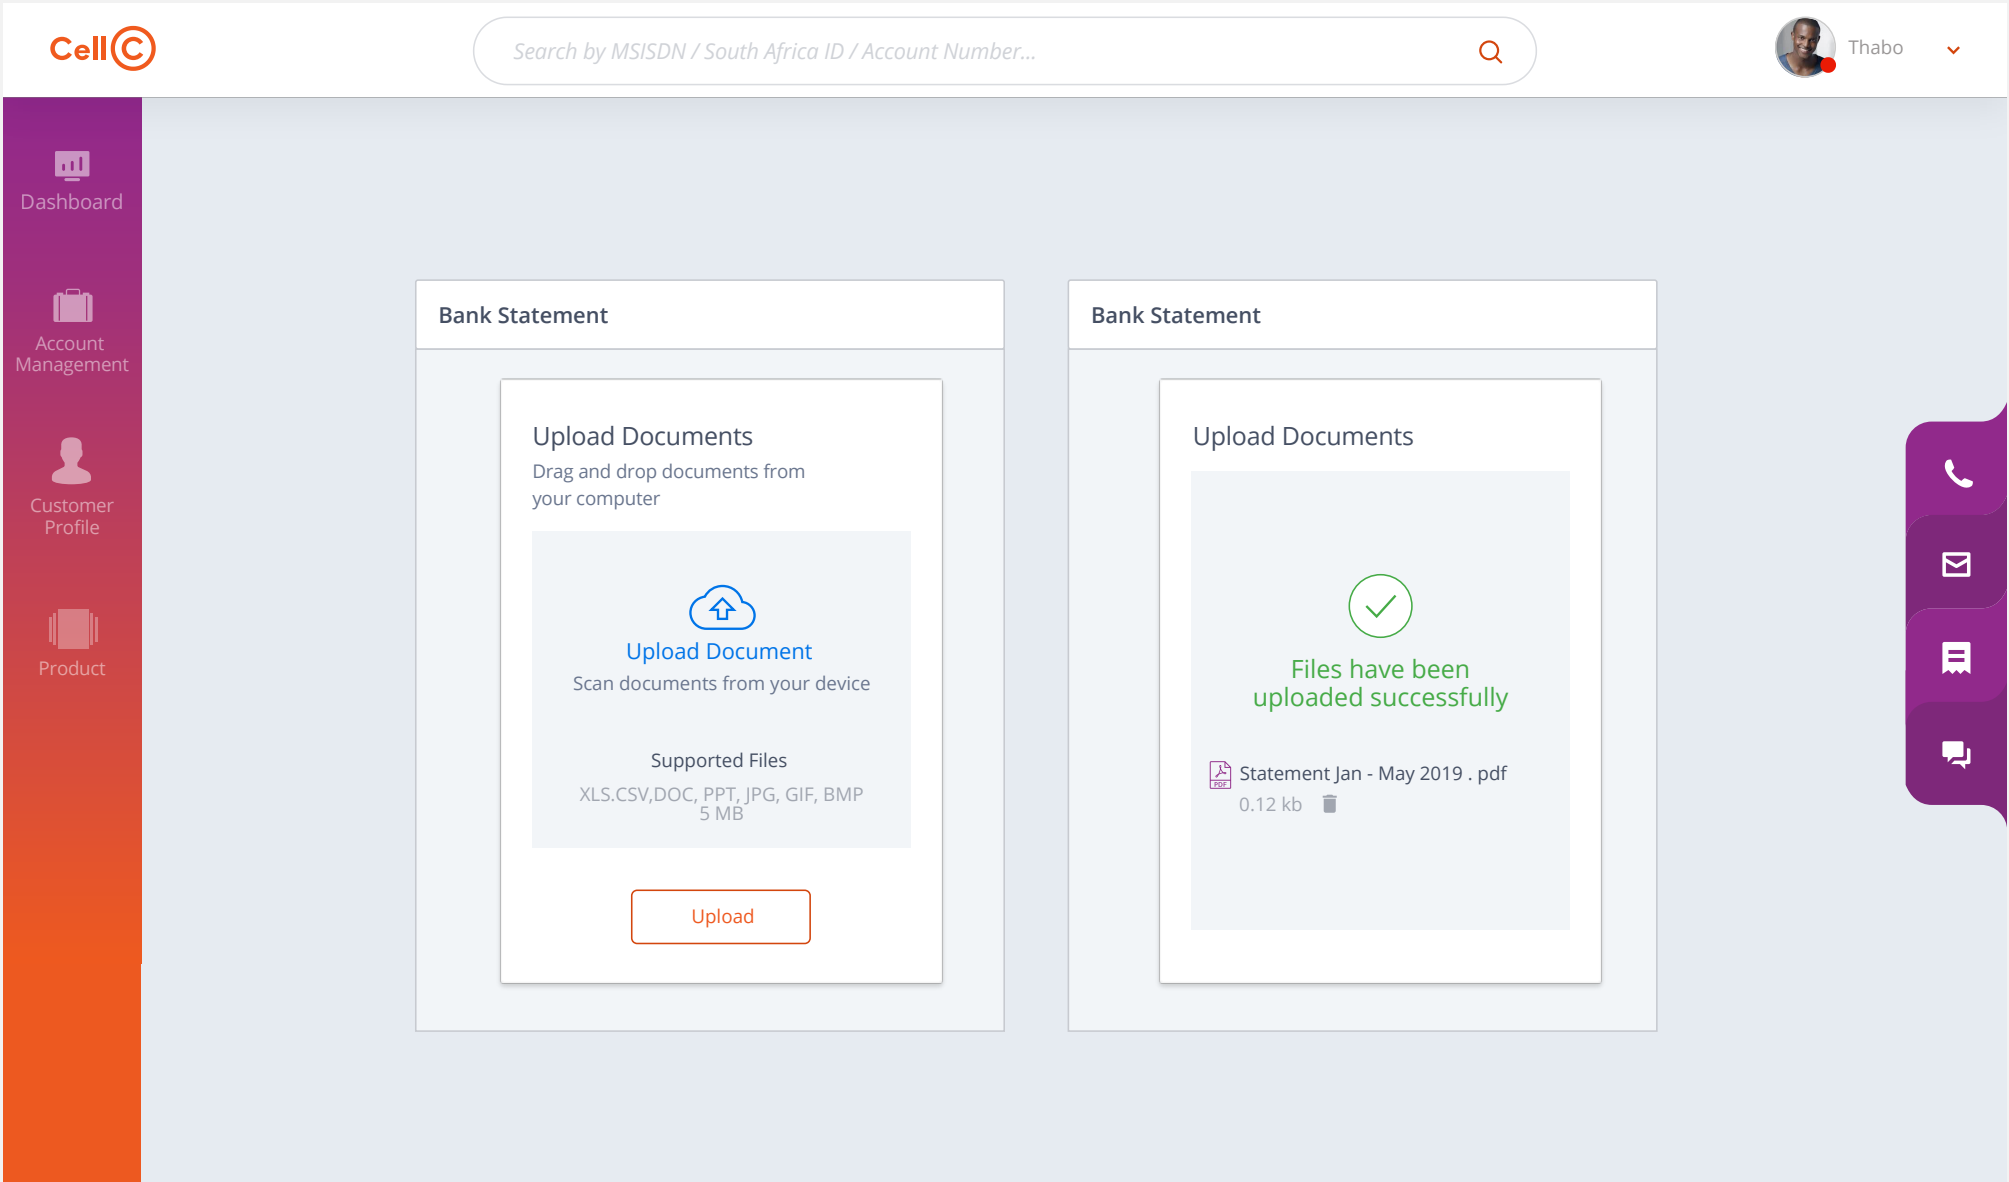 Cell C
Search by MSISDN / South Africa ID / Account Number...
Thabo
Dashboard
Account
Management
Customer
Profile
Product
Bank Statement
Upload Documents
Drag and drop documents from
your computer
Upload Document
Scan documents from your device
Supported Files
XLS.CSV,DOC, PPT, JPG, GIF, BMP
5 MB
Upload
Bank Statement
Upload Documents
Files have been
uploaded successfully
PDF
Statement Jan - May 2019 . pdf
0.12 kb